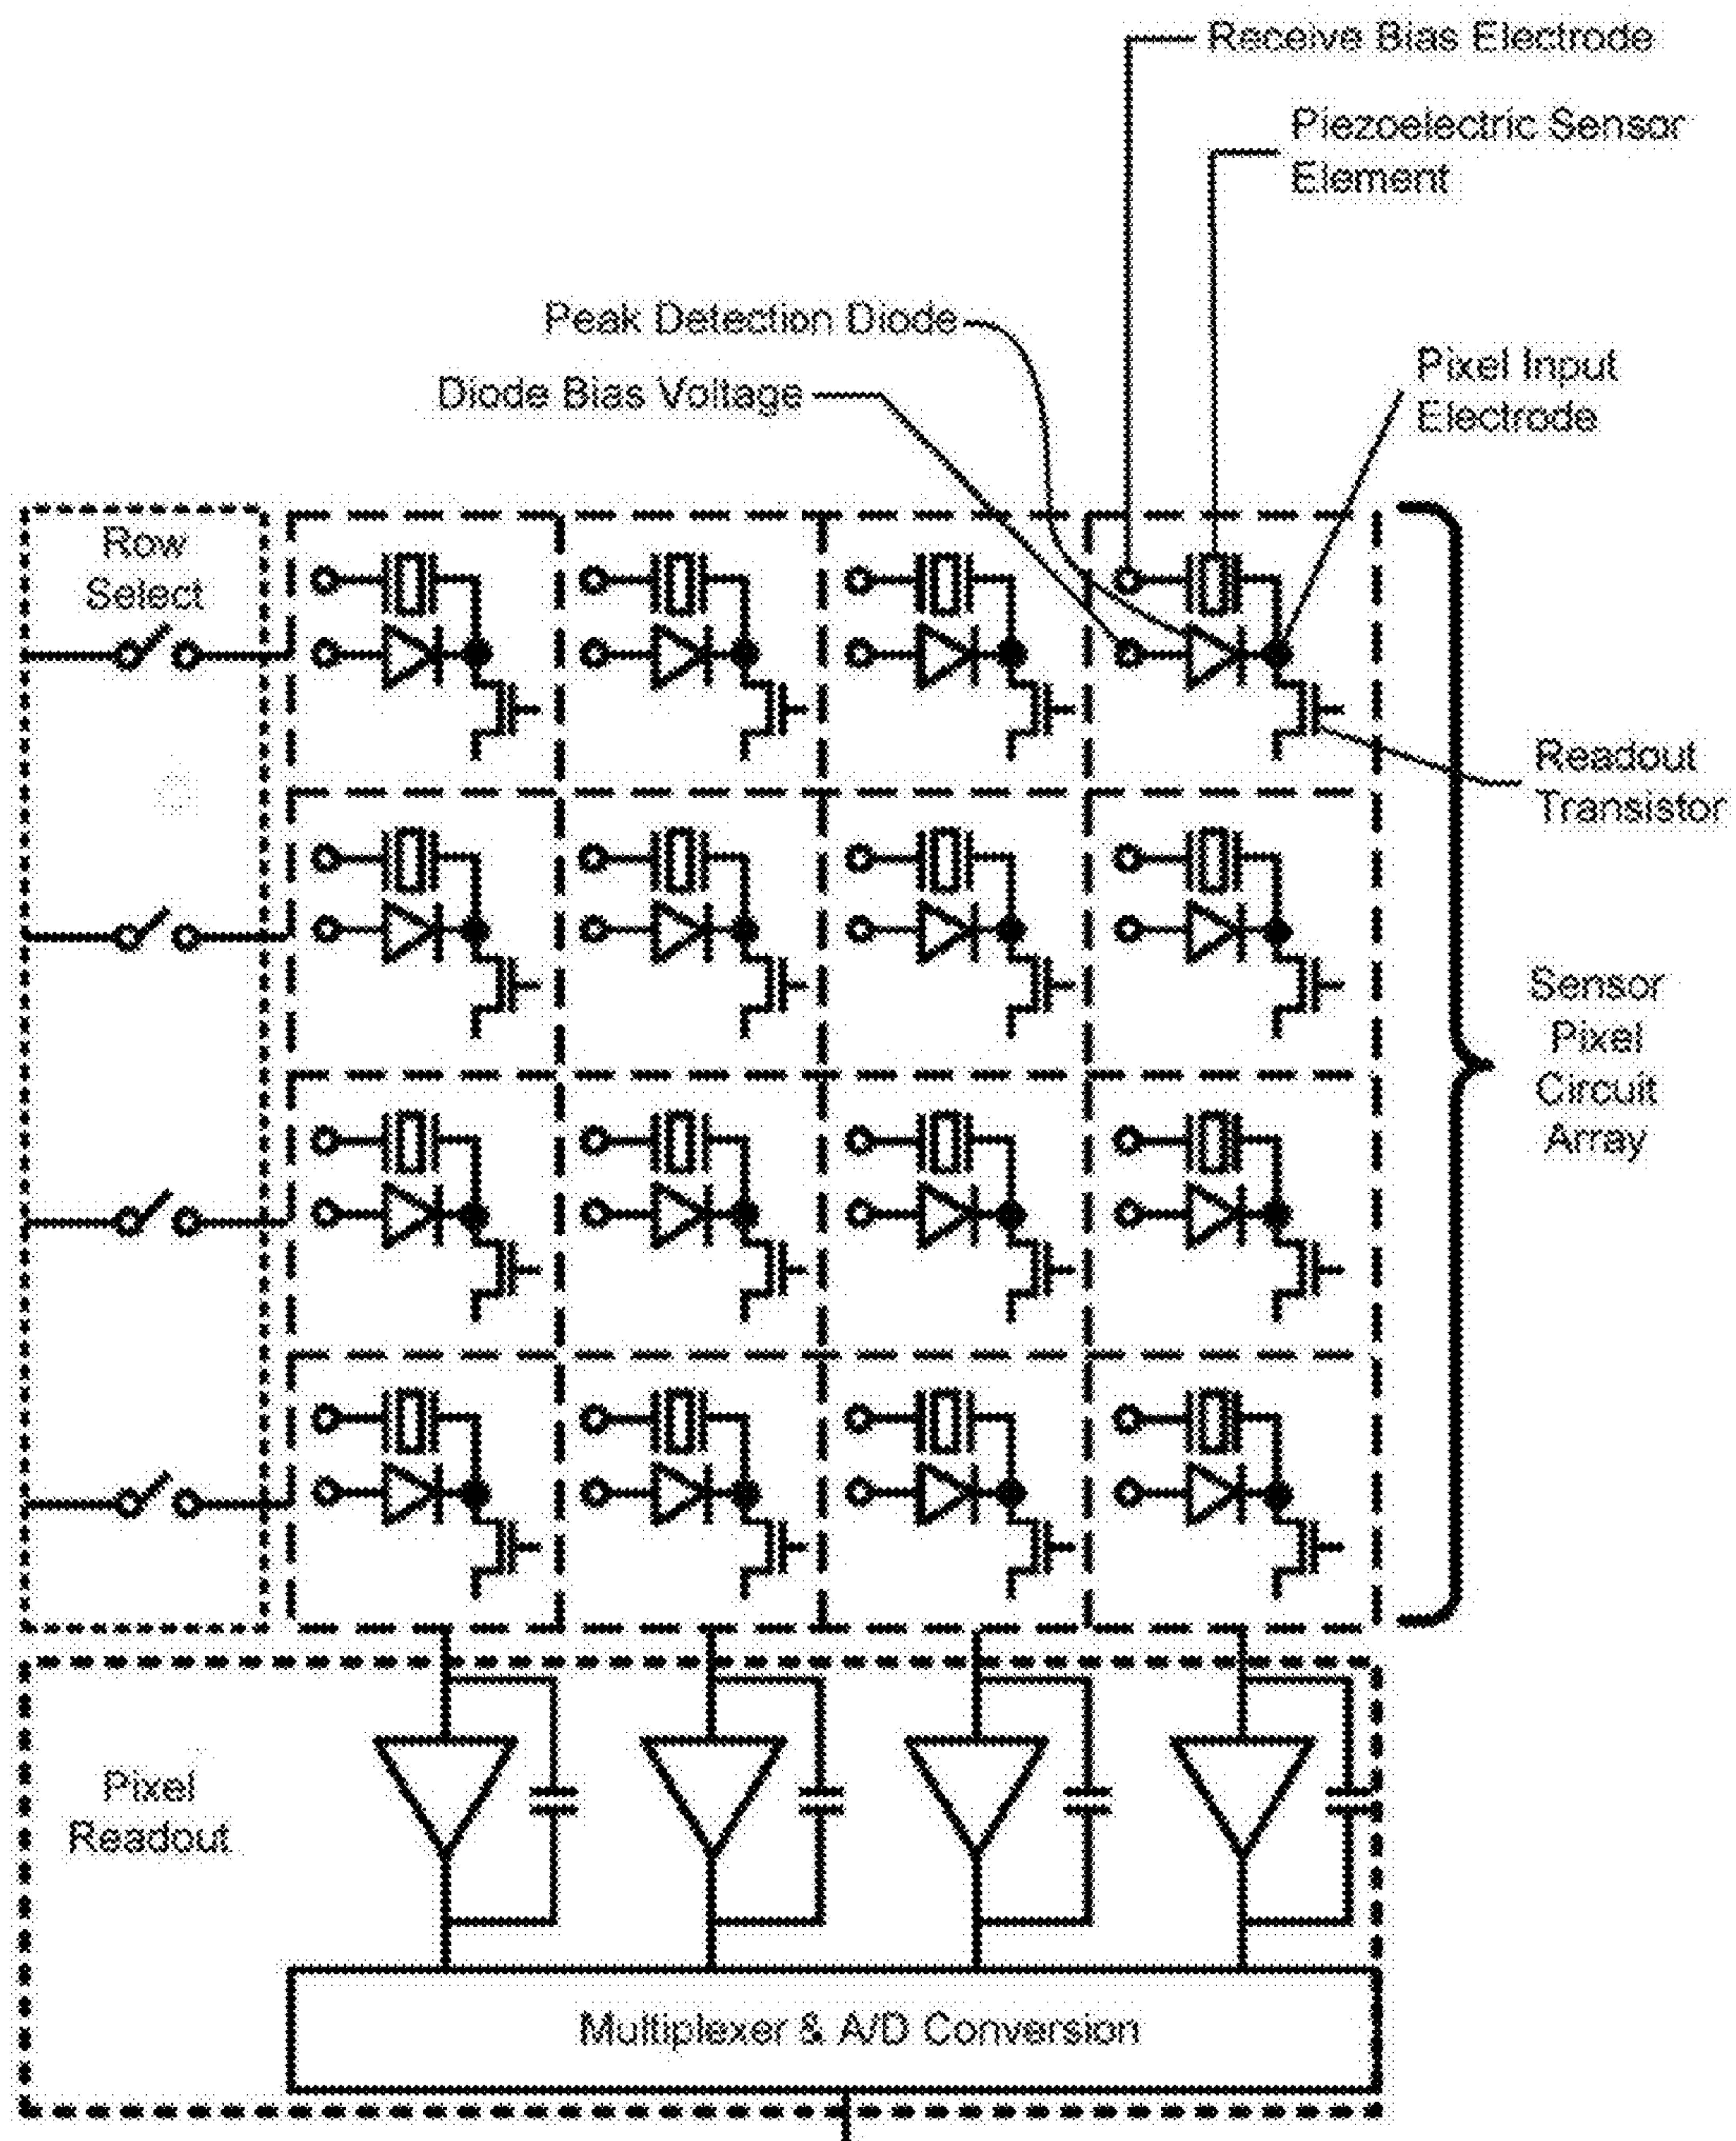 Receive Bias Electrode
Piezoelectric Sensor
Element
Peak Detection Diode
Diode Bias Voltage
Pixel Input
Electrode
Row
Select
Readout
Transistor
Sensor
Pixel
Circuit
Array
Pixel
Readout
Multiplexer & A/D Conversion